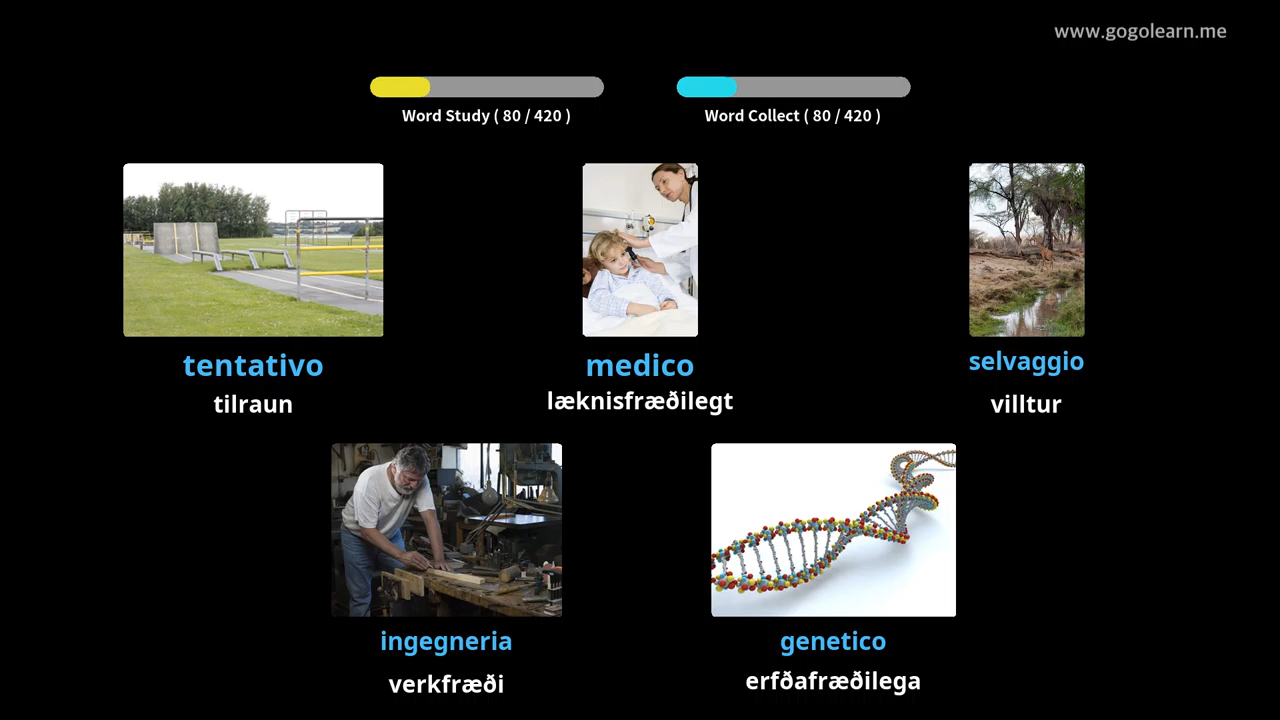 www.gogolearn.me
Word Study ( 80 / 420 )
Word Collect ( 80 / 420 )
tentativo
tilraun
medico
læknisfræðilegt
selvaggio
villtur
ingegneria
verkfræði
genetico
erfðafræðilega